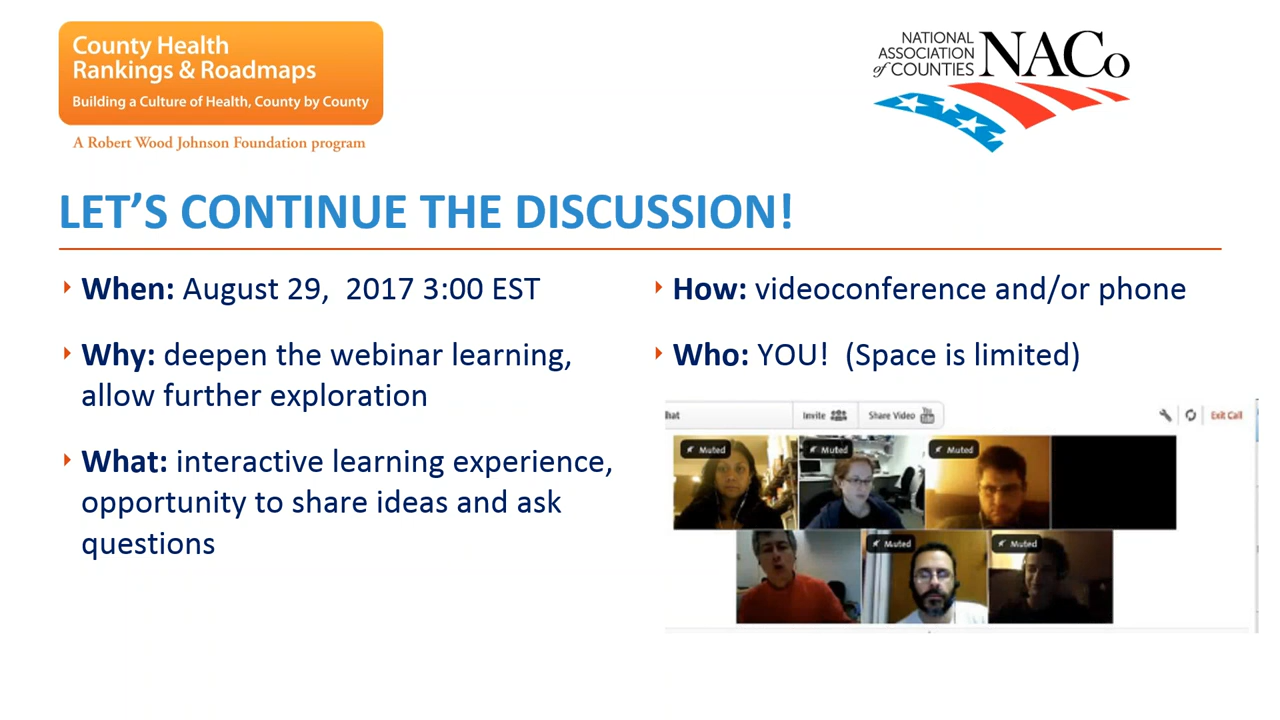 County Health
Rankings & Roadmaps
Building a Culture of Health, County by County
A Robert Wood Johnson Foundation program
NATIONAL
ASSOCIATION
of COUNTIES
NACo
LET’S CONTINUE THE DISCUSSION!
When: August 29,  2017 3:00 EST
Why: deepen the webinar learning,
allow further exploration
What: interactive learning experience,
opportunity to share ideas and ask
questions
How: videoconference and/or phone
Who: YOU!  (Space is limited)
hat
Invite
Share Video
You
Tube
Exit Call
Muted
Muted
Muted
Muted
Muted